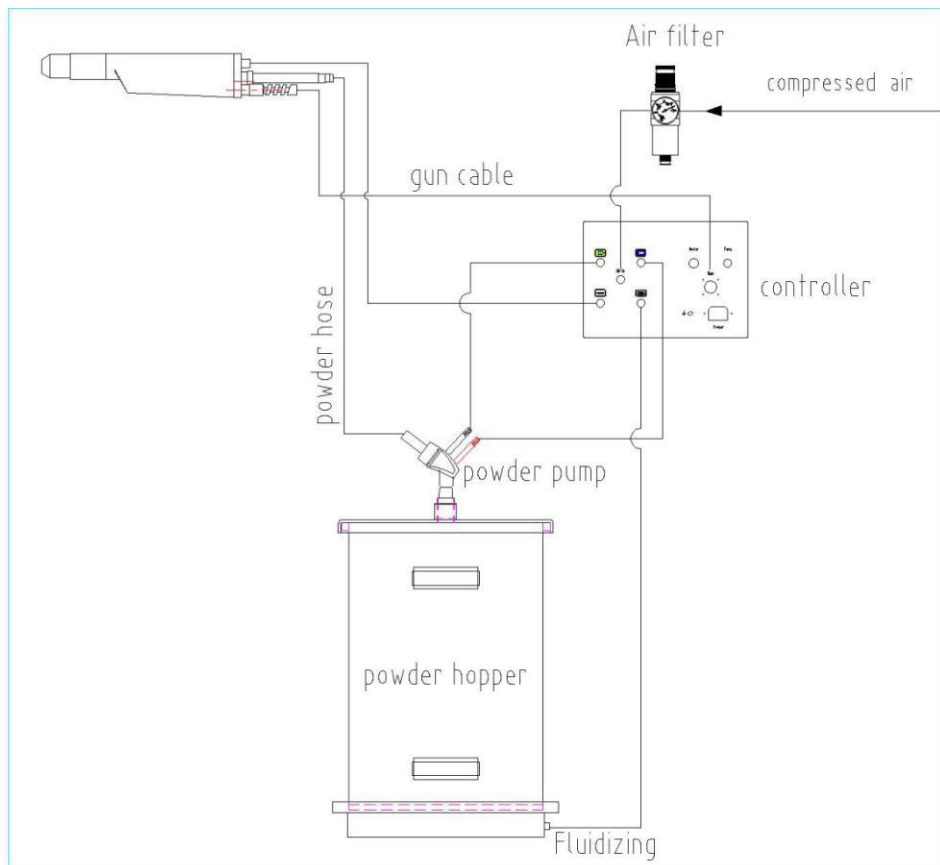 Air filter
compressed air
gun cable
controller
powder hose
powder pump
powder hopper
Fluidizing